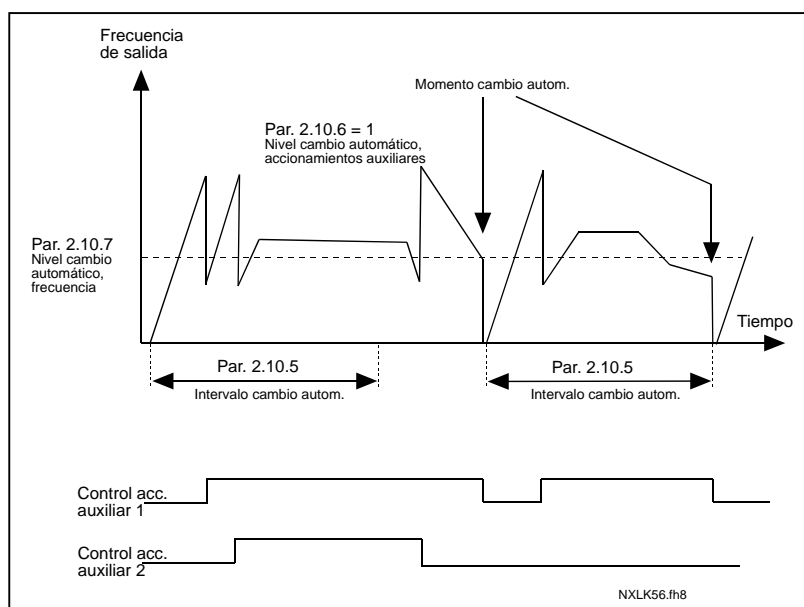 Frecuencia
de salida
Momento cambio autom.
Par. 2.10.6 = 1
Nivel cambio automático,
accionamientos auxiliares
Par. 2.10.7
Nivel cambio
automático,
frecuencia
Tiempo
Par. 2.10.5
Intervalo cambio autom.
Par. 2.10.5
Intervalo cambio autom.
Control acc.
auxiliar 1
Control acc.
auxiliar 2
NXLK56.fh8